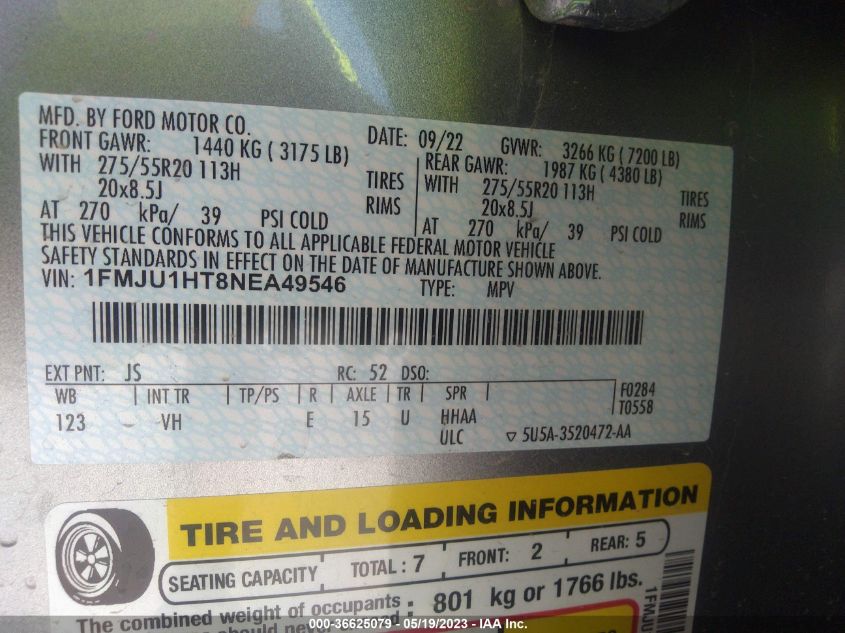 MFD. BY FORD MOTOR CO. DATE: 09/22 GVWR: 3266 KG ( 7200 LB)
FRONT GAWR: 1440 KG ( 3175 LB) REAR GAWR: 1987 KG ( 4380 LB)
WITH 275/55R20 113H TIRES WITH 275/55R20 113H TIRES
20x8.5J RIMS 20x8.5J RIMS
AT 270 kPa/ 39 PSI COLD AT 270 kPa/ 39 PSI COLD
THIS VEHICLE CONFORMS TO ALL APPLICABLE FEDERAL MOTOR VEHICLE
SAFETY STANDARDS IN EFFECT ON THE DATE OF MANUFACTURE SHOWN ABOVE.
VIN: 1FMJU1HT8NEA49546 TYPE: MPV
EXT PNT: JS RC: 52 DSO:
WB INT TR TP/PS R AXLE TR SPR F0284
T0558
123 VH E 15 U HHAA
ULC ▽ 5U5A-3520472-AA
TIRE AND LOADING INFORMATION
SEATING CAPACITY TOTAL : 7 FRONT: 2 REAR: 5
The combined weight of occupants : 801 kg or 1766 lbs.
should never
1FMJU
000-36625079 - 05/19/2023 - IAA Inc.